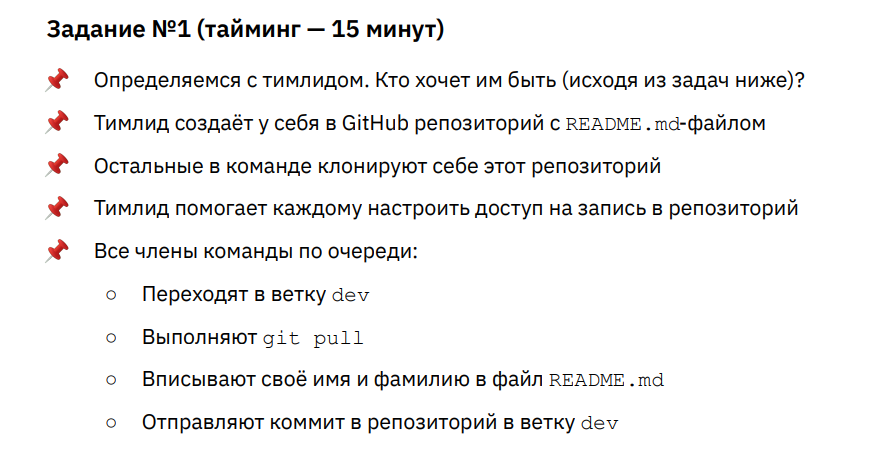 Задание №1 (тайминг — 15 минут)
Определяемся с тимлидом. Кто хочет им быть (исходя из задач ниже)?
Тимлид создаёт у себя в GitHub репозиторий с README.md-файлом
Остальные в команде клонируют себе этот репозиторий
Тимлид помогает каждому настроить доступ на запись в репозиторий
Все члены команды по очереди:
Переходят в ветку dev
Выполняют git pull
Вписывают своё имя и фамилию в файл README.md
Отправляют коммит в репозиторий в ветку dev